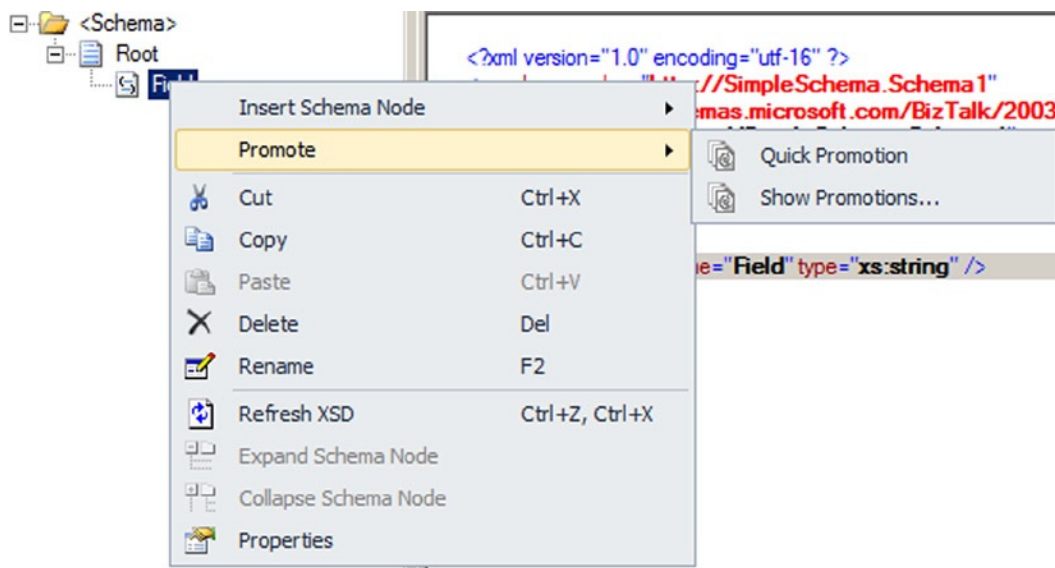 <Schema>
Root
Insert Schema Node
Promote
Cut Ctrl+X
Copy Ctrl+C
Paste Ctrl+V
Delete Del
Rename F2
Refresh XSD Ctrl+Z, Ctrl+X
Expand Schema Node
Collapse Schema Node
Properties
<?xml version="1.0" encoding="utf-16" ?>
://SimpleSchema.Schema1"
mas.microsoft.com/BizTalk/2003
Quick Promotion
Show Promotions...
e="Field" type="xs:string" />